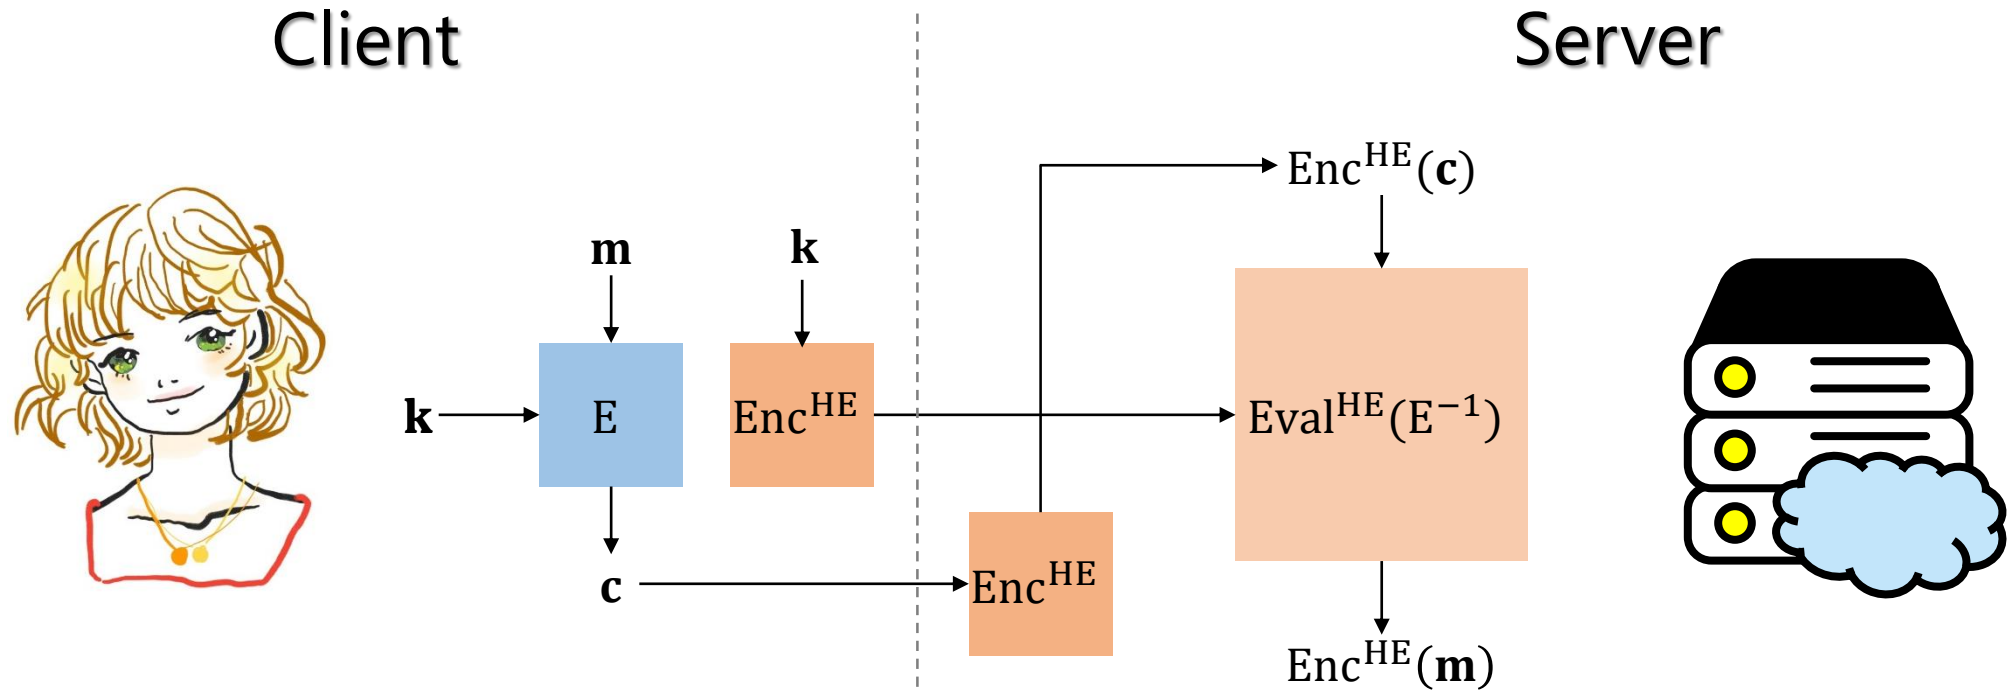 Client
Server
Enc^HE(c)
m
k
k
E
Enc^HE
Eval^HE(E⁻¹)
c
Enc^HE
Enc^HE(m)